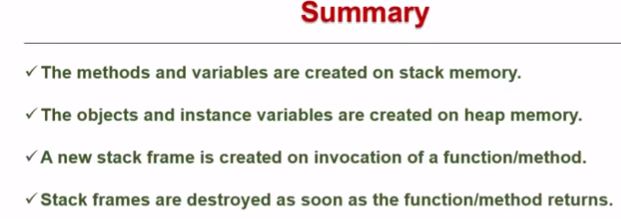 Summary
✓ The methods and variables are created on stack memory.
✓ The objects and instance variables are created on heap memory.
✓ A new stack frame is created on invocation of a function/method.
✓ Stack frames are destroyed as soon as the function/method returns.